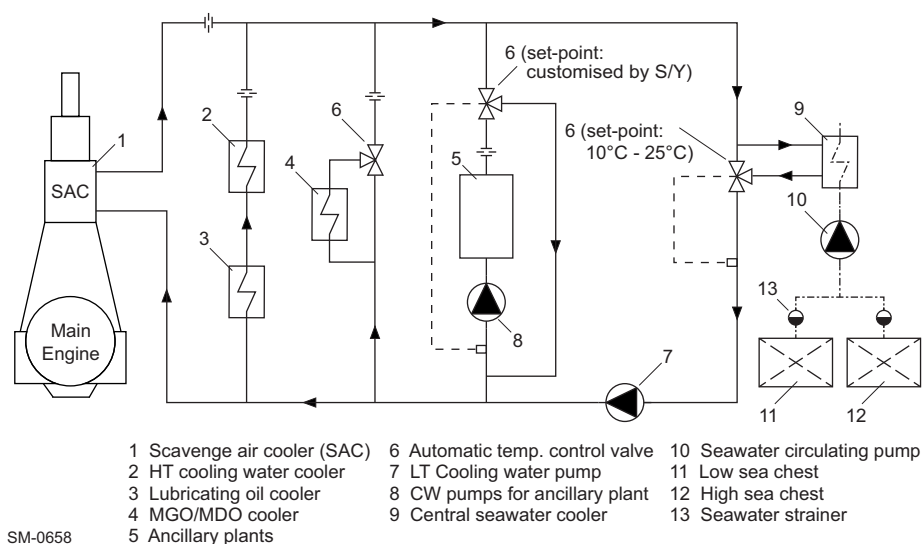 6 (set-point:
customised by S/Y)
1
2
6
6 (set-point:
10°C - 25°C)
9
SAC
4
5
10
3
13
Main
Engine
8
7
11
12
1 Scavenge air cooler (SAC)
2 HT cooling water cooler
3 Lubricating oil cooler
4 MGO/MDO cooler
5 Ancillary plants
6 Automatic temp. control valve
7 LT Cooling water pump
8 CW pumps for ancillary plant
9 Central seawater cooler
10 Seawater circulating pump
11 Low sea chest
12 High sea chest
13 Seawater strainer
SM-0658